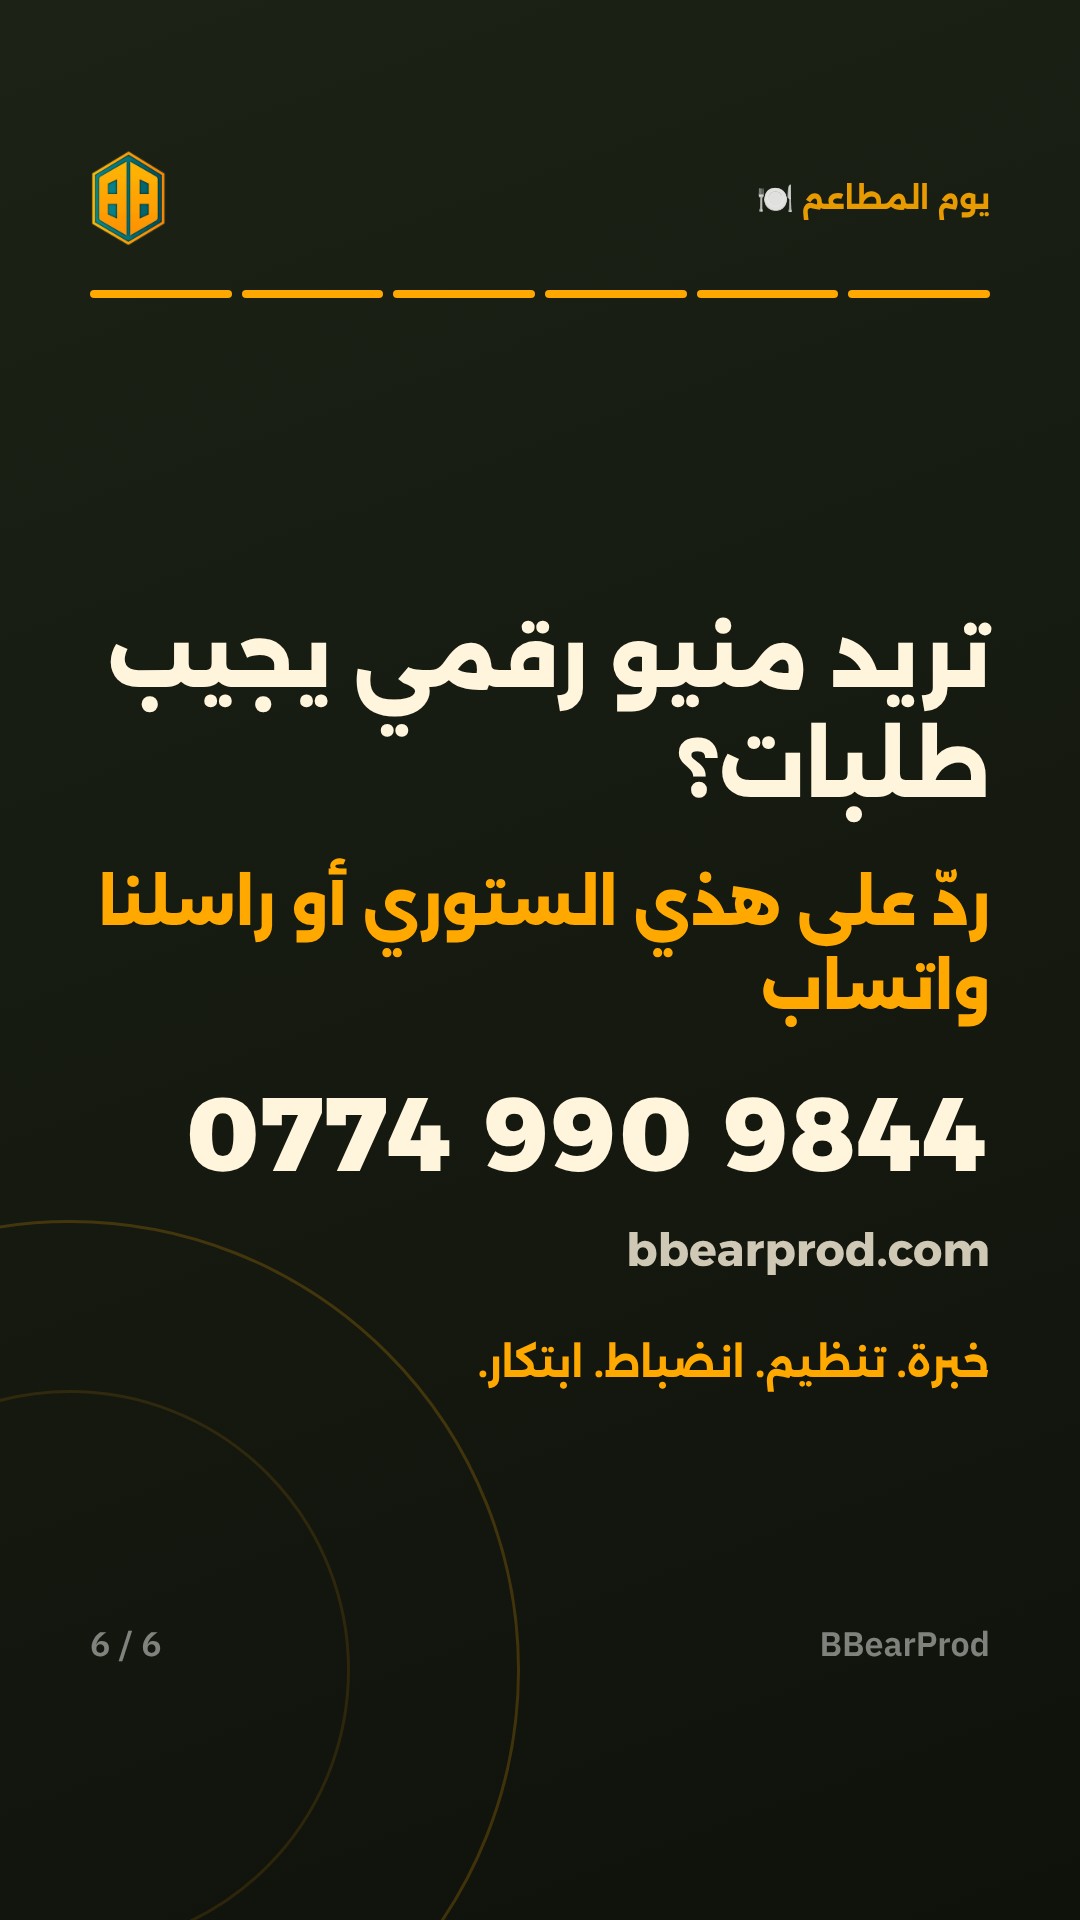 يوم المطاعم 🍽️
تريد منيو رقمي يجيب
طلبات؟
ردّ على هذي الستوري أو راسلنا
واتساب
0774 990 9844
bbearprod.com
خبرة. تنظيم. انضباط. ابتكار.
BBearProd
6 / 6